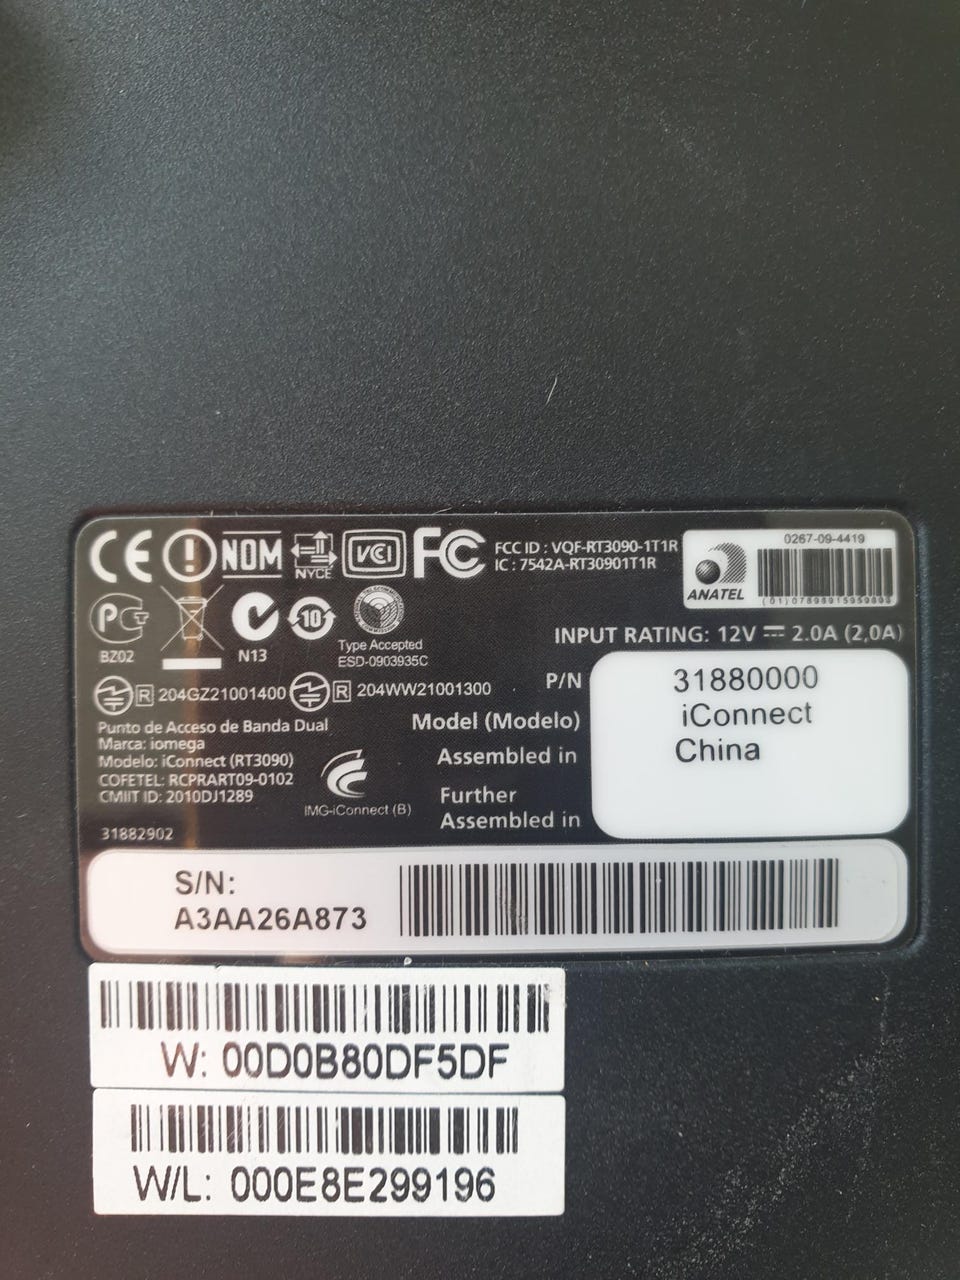 CE NOM NYCE VCI FC
FCC ID : VQF-RT3090-1T1R
IC : 7542A-RT30901T1R
ANATEL
0267-09-4419
BZ02
N13
10
Type Accepted
ESD-0903935C
INPUT RATING: 12V ⎓ 2.0A (2,0A)
R 204GZ21001400 R 204WW21001300
P/N 31880000
Model (Modelo) iConnect
Assembled in China
Further
Assembled in
Punto de Acceso de Banda Dual
Marca: iomega
Modelo: iConnect (RT3090)
COFETEL: RCPRART09-0102
CMIIT ID: 2010DJ1289
IMG-iConnect (B)
31882902
S/N:
A3AA26A873
W: 00D0B80DF5DF
W/L: 000E8E299196